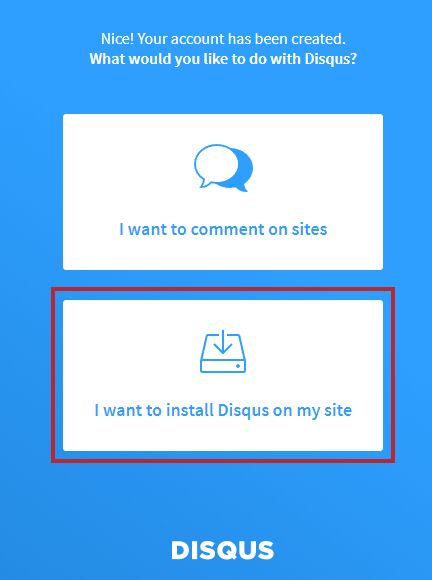 Nice! Your account has been created.
What would you like to do with Disqus?
I want to comment on sites
I want to install Disqus on my site
DISQUS